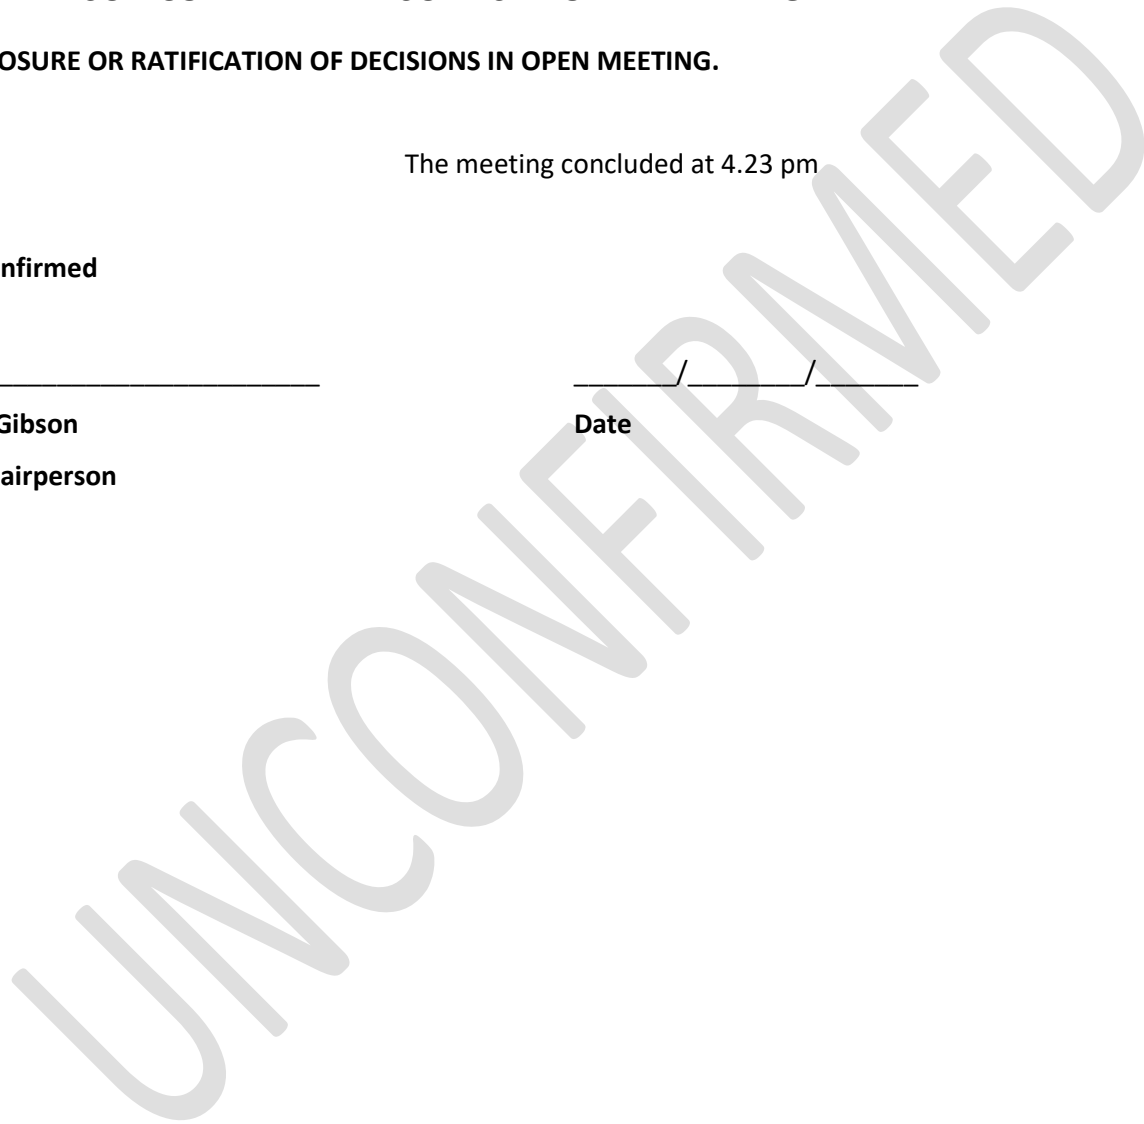 OSURE OR RATIFICATION OF DECISIONS IN OPEN MEETING.
The meeting concluded at 4.23 pm
nfirmed
______________________ _______/________/_______
Gibson Date
airperson
UNCONFIRMED